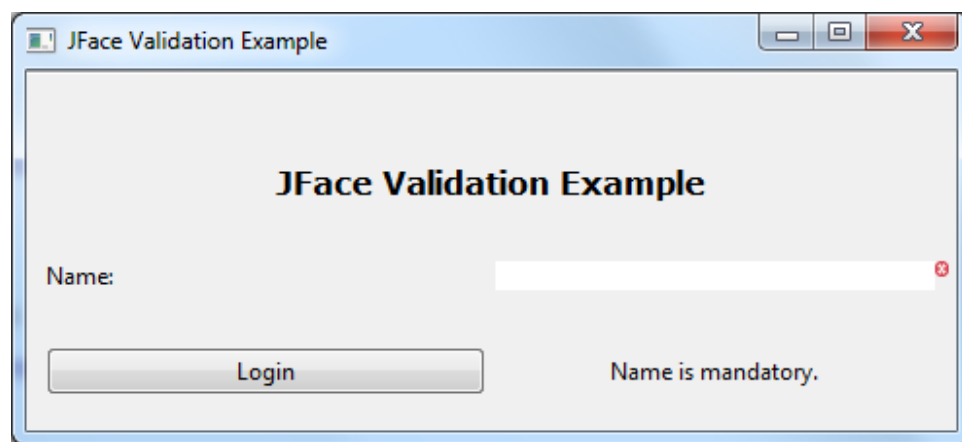 JFace Validation Example
JFace Validation Example
Name:
Login Name is mandatory.